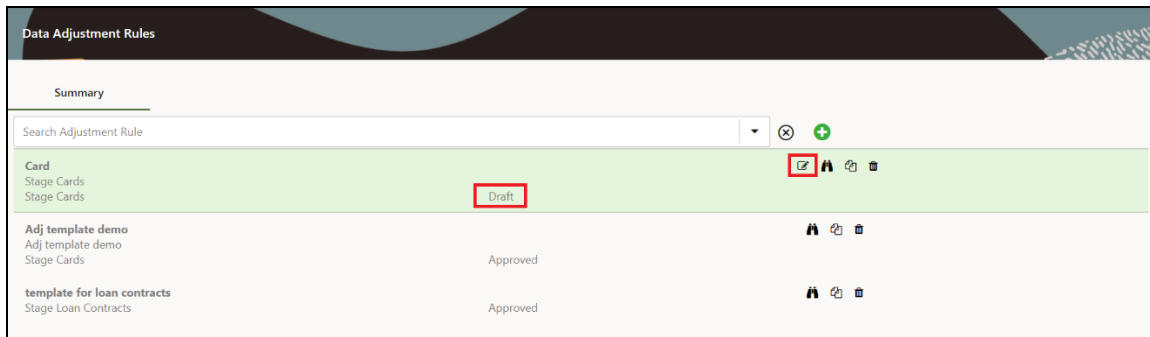 Data Adjustment Rules
Summary
Search Adjustment Rule
Card
Stage Cards
Stage Cards
Draft
Adj template demo
Adj template demo
Stage Cards
Approved
template for loan contracts
Stage Loan Contracts
Approved